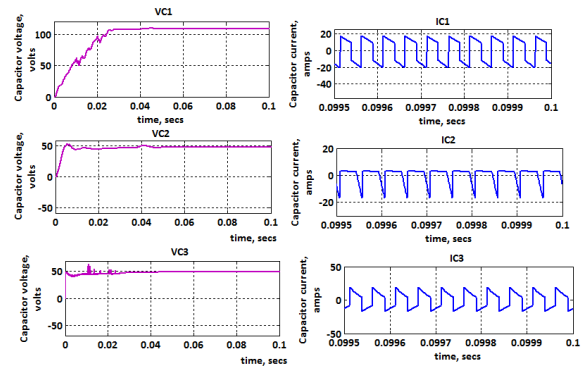 VC1
Capacitor voltage,
volts
100
50
0
0
0.02
0.04
0.06
0.08
0.1
time, secs
IC1
Capacitor current,
amps
20
0
-20
-40
0.0995
0.0996
0.0997
0.0998
0.0999
0.1
time, secs
VC2
Capacitor voltage,
volts
50
0
-50
0
0.02
0.04
0.06
0.08
0.1
time, secs
IC2
Capacitor current,
amps
20
0
-20
0.0995
0.0996
0.0997
0.0998
0.0999
0.1
time, secs
VC3
Capacitor voltage,
volts
50
0
-50
0
0.02
0.04
0.06
0.08
0.1
time, secs
IC3
Capacitor current,
amps
50
0
-50
0.0995
0.0996
0.0997
0.0998
0.0999
0.1
time, secs